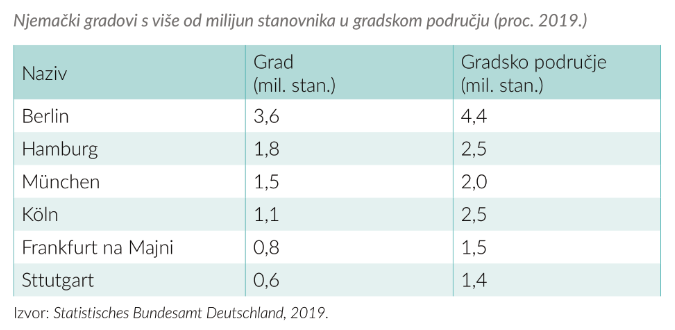 Njemački gradovi s više od milijun stanovnika u gradskom području (proc. 2019.)
Naziv Grad (mil. stan.) Gradsko područje (mil. stan.)
Berlin 3,6 4,4
Hamburg 1,8 2,5
München 1,5 2,0
Köln 1,1 2,5
Frankfurt na Majni 0,8 1,5
Sttutgart 0,6 1,4
Izvor: Statistisches Bundesamt Deutschland, 2019.